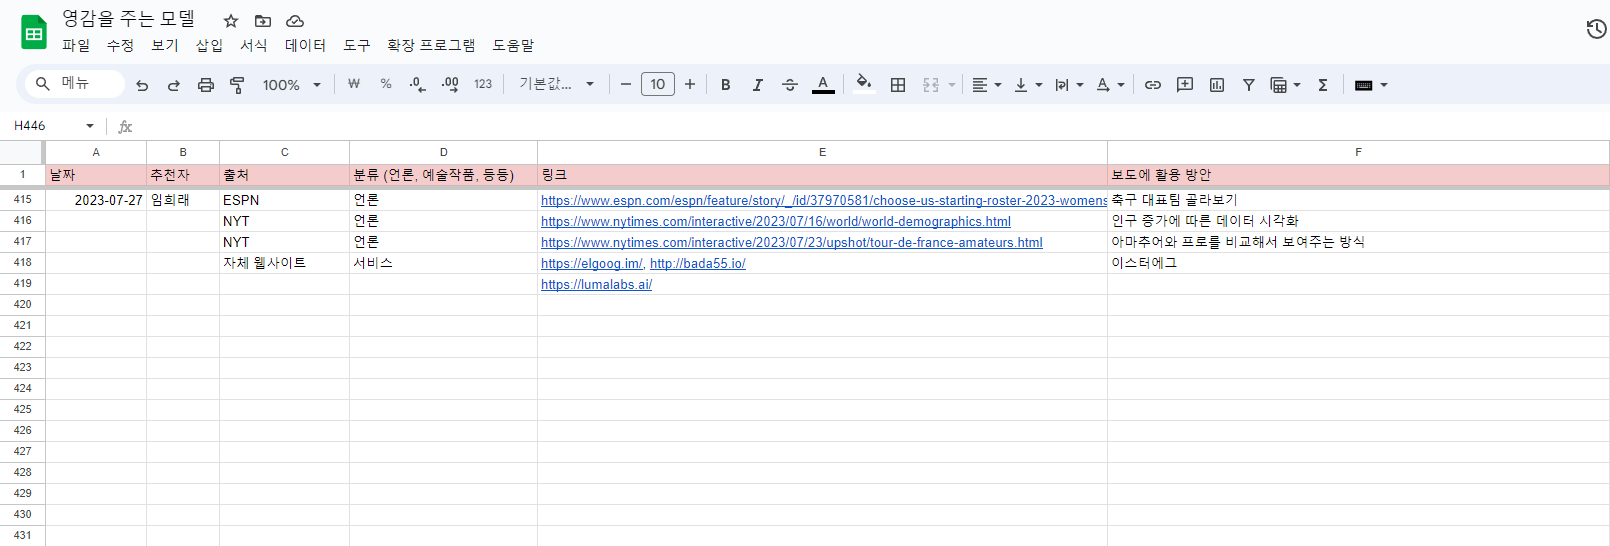 영감을 주는 모델
파일 수정 보기 삽입 서식 데이터 도구 확장 프로그램 도움말
메뉴 100% ₩ % .0 .00 123 기본값... 10 B I S A
H446 fx
A B C D E F
1 날짜 추천자 출처 분류 (언론, 예술작품, 등등) 링크 보도에 활용 방안
415 2023-07-27 임희래 ESPN 언론 https://www.espn.com/espn/feature/story/_/id/37970581/choose-us-starting-roster-2023-womens 축구 대표팀 골라보기
416 NYT 언론 https://www.nytimes.com/interactive/2023/07/16/world/world-demographics.html 인구 증가에 따른 데이터 시각화
417 NYT 언론 https://www.nytimes.com/interactive/2023/07/23/upshot/tour-de-france-amateurs.html 아마추어와 프로를 비교해서 보여주는 방식
418 자체 웹사이트 서비스 https://elgoog.im/, http://bada55.io/ 이스터에그
419 https://lumalabs.ai/
420
421
422
423
424
425
426
427
428
429
430
431